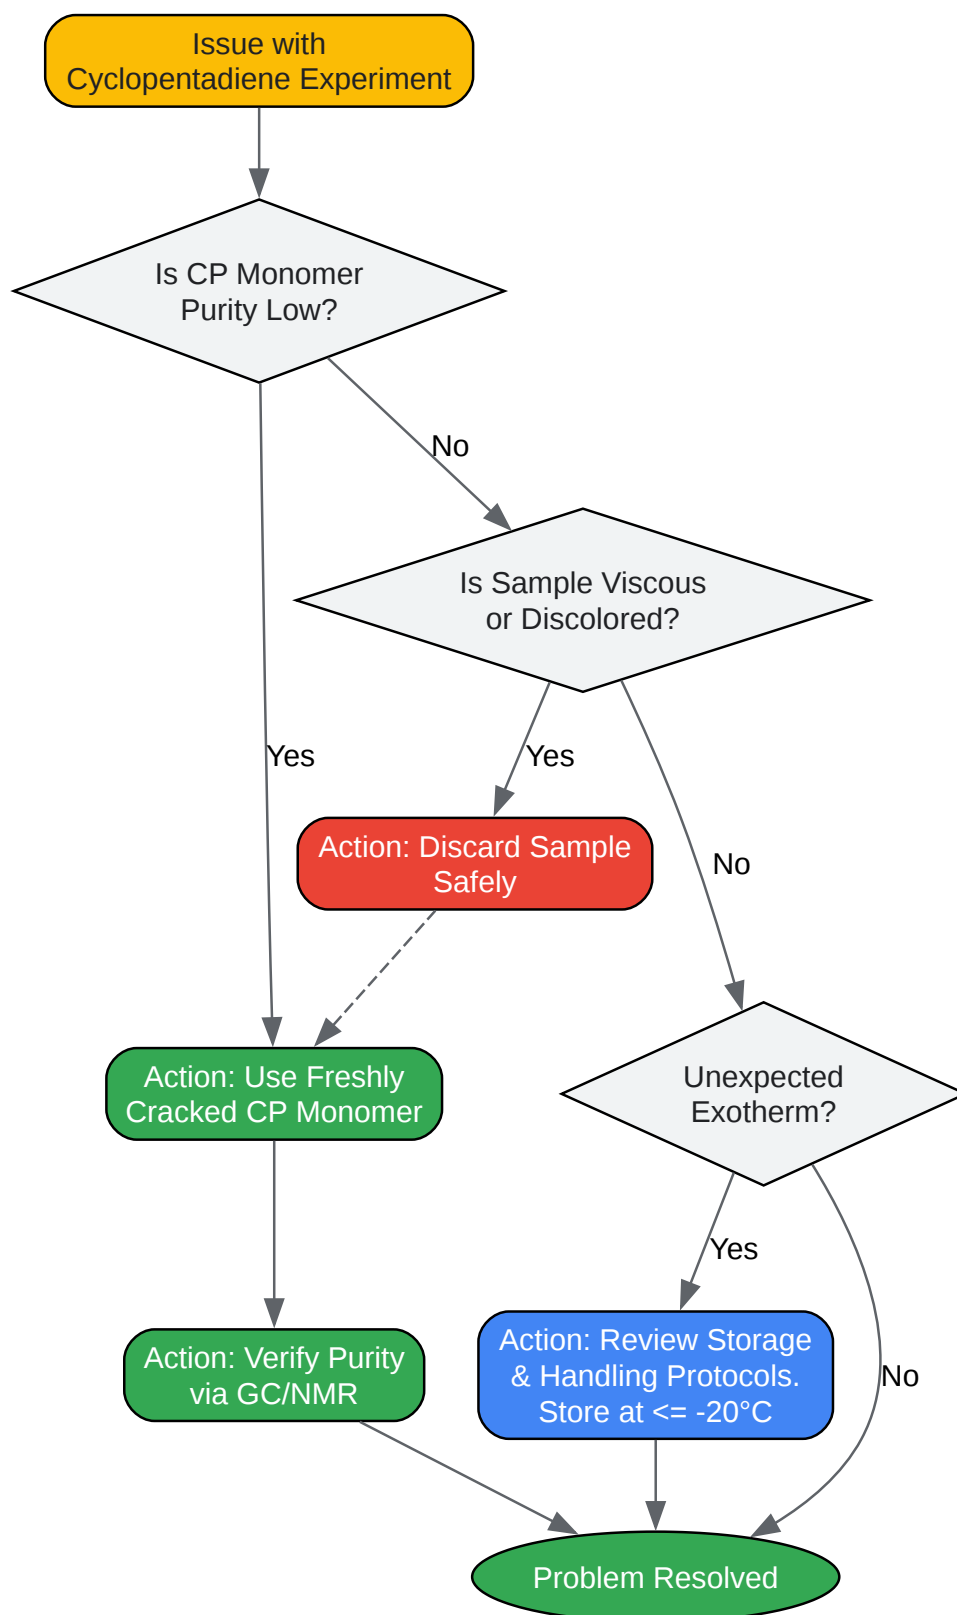 Issue with
Cyclopentadiene Experiment
Is CP Monomer
Purity Low?
No
Is Sample Viscous
or Discolored?
Yes
Yes
Action: Discard Sample
Safely
No
Action: Use Freshly
Cracked CP Monomer
Unexpected
Exotherm?
Yes
Action: Verify Purity
via GC/NMR
Action: Review Storage
& Handling Protocols.
Store at <= -20°C
No
Problem Resolved